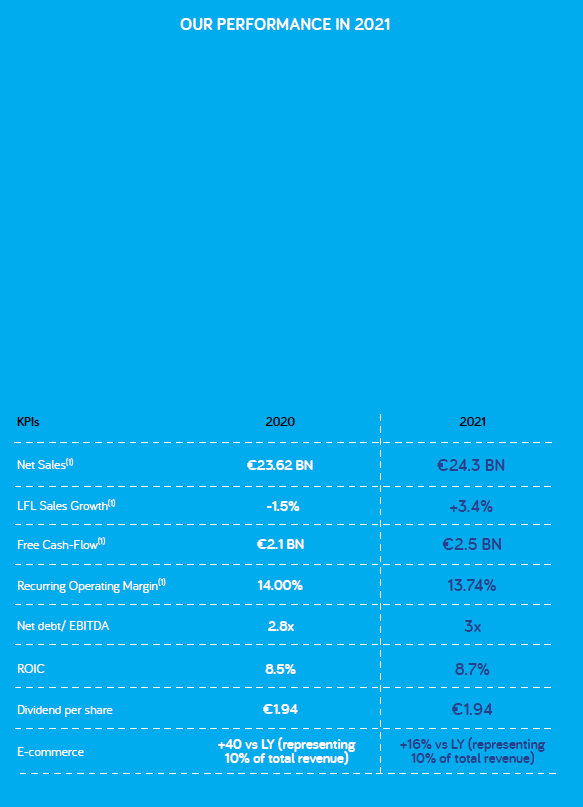 OUR PERFORMANCE IN 2021
KPIs 2020 2021
Net Sales(1) €23.62 BN €24.3 BN
LFL Sales Growth(1) -1.5% +3.4%
Free Cash-Flow(1) €2.1 BN €2.5 BN
Recurring Operating Margin(1) 14.00% 13.74%
Net debt/ EBITDA 2.8x 3x
ROIC 8.5% 8.7%
Dividend per share €1.94 €1.94
E-commerce +40 vs LY (representing 10% of total revenue) +16% vs LY (representing 10% of total revenue)